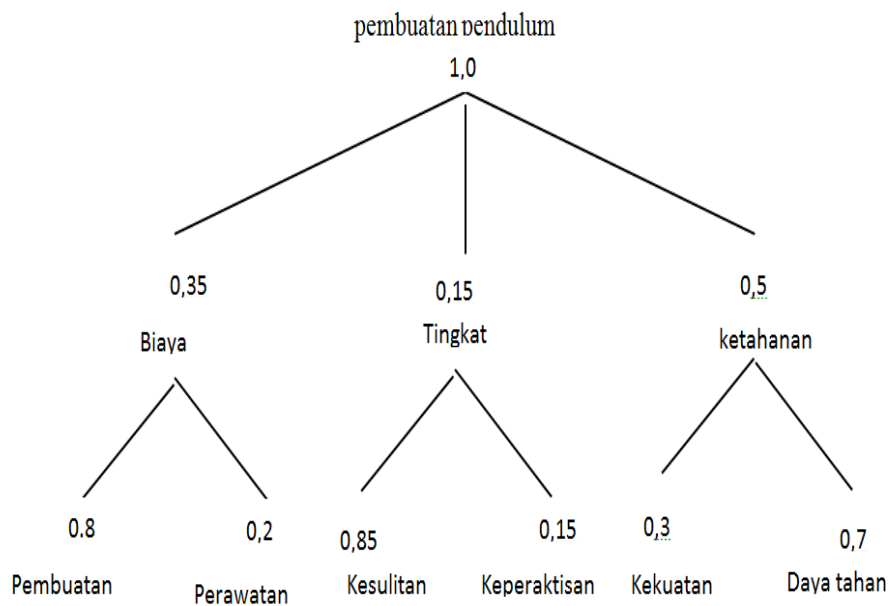 pembuatan pendulum
1,0
0,35
0,15
0,5
Biaya
Tingkat
ketahanan
0.8
0,2
0,85
0,15
0,3
0,7
Pembuatan
Perawatan
Kesulitan
Keperaktisan
Kekuatan
Daya tahan